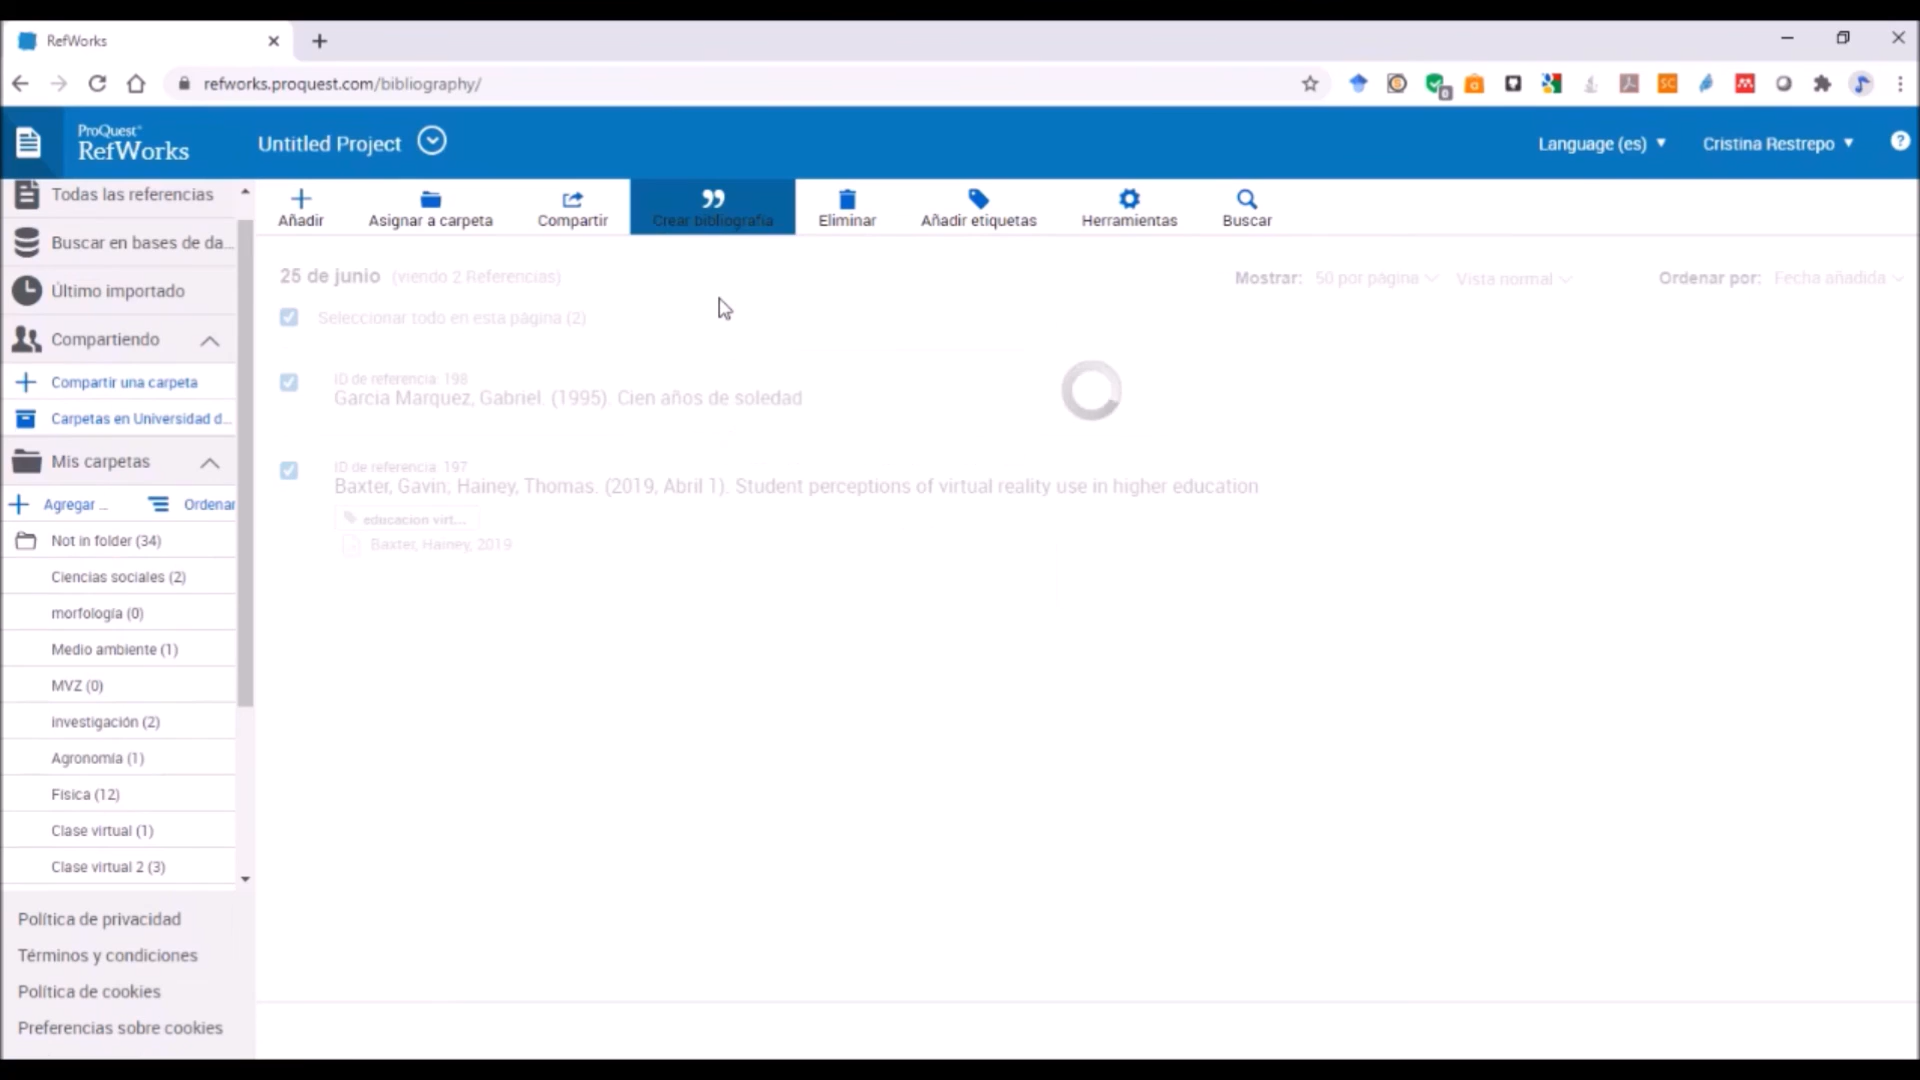 RefWorks
refworks.proquest.com/bibliography/
ProQuest®
RefWorks
Untitled Project
Language (es)
Cristina Restrepo
Añadir
Asignar a carpeta
Compartir
Crear bibliografía
Eliminar
Añadir etiquetas
Herramientas
Buscar
Todas las referencias
Buscar en bases de da...
Último importado
Compartiendo
Compartir una carpeta
Carpetas en Universidad d...
Mis carpetas
Agregar ...
Ordenar
Not in folder (34)
Ciencias sociales (2)
morfología (0)
Medio ambiente (1)
MVZ (0)
investigación (2)
Agronomía (1)
Física (12)
Clase virtual (1)
Clase virtual 2 (3)
Política de privacidad
Términos y condiciones
Política de cookies
Preferencias sobre cookies
25 de junio (viendo 2 Referencias)
Mostrar: 50 por página Vista normal
Ordenar por: Fecha añadida
Seleccionar todo en esta página (2)
ID de referencia: 198
Garcia Marquez, Gabriel. (1995). Cien años de soledad
ID de referencia: 197
Baxter, Gavin; Hainey, Thomas. (2019, Abril 1). Student perceptions of virtual reality use in higher education
educacion virt...
Baxter, Hainey, 2019